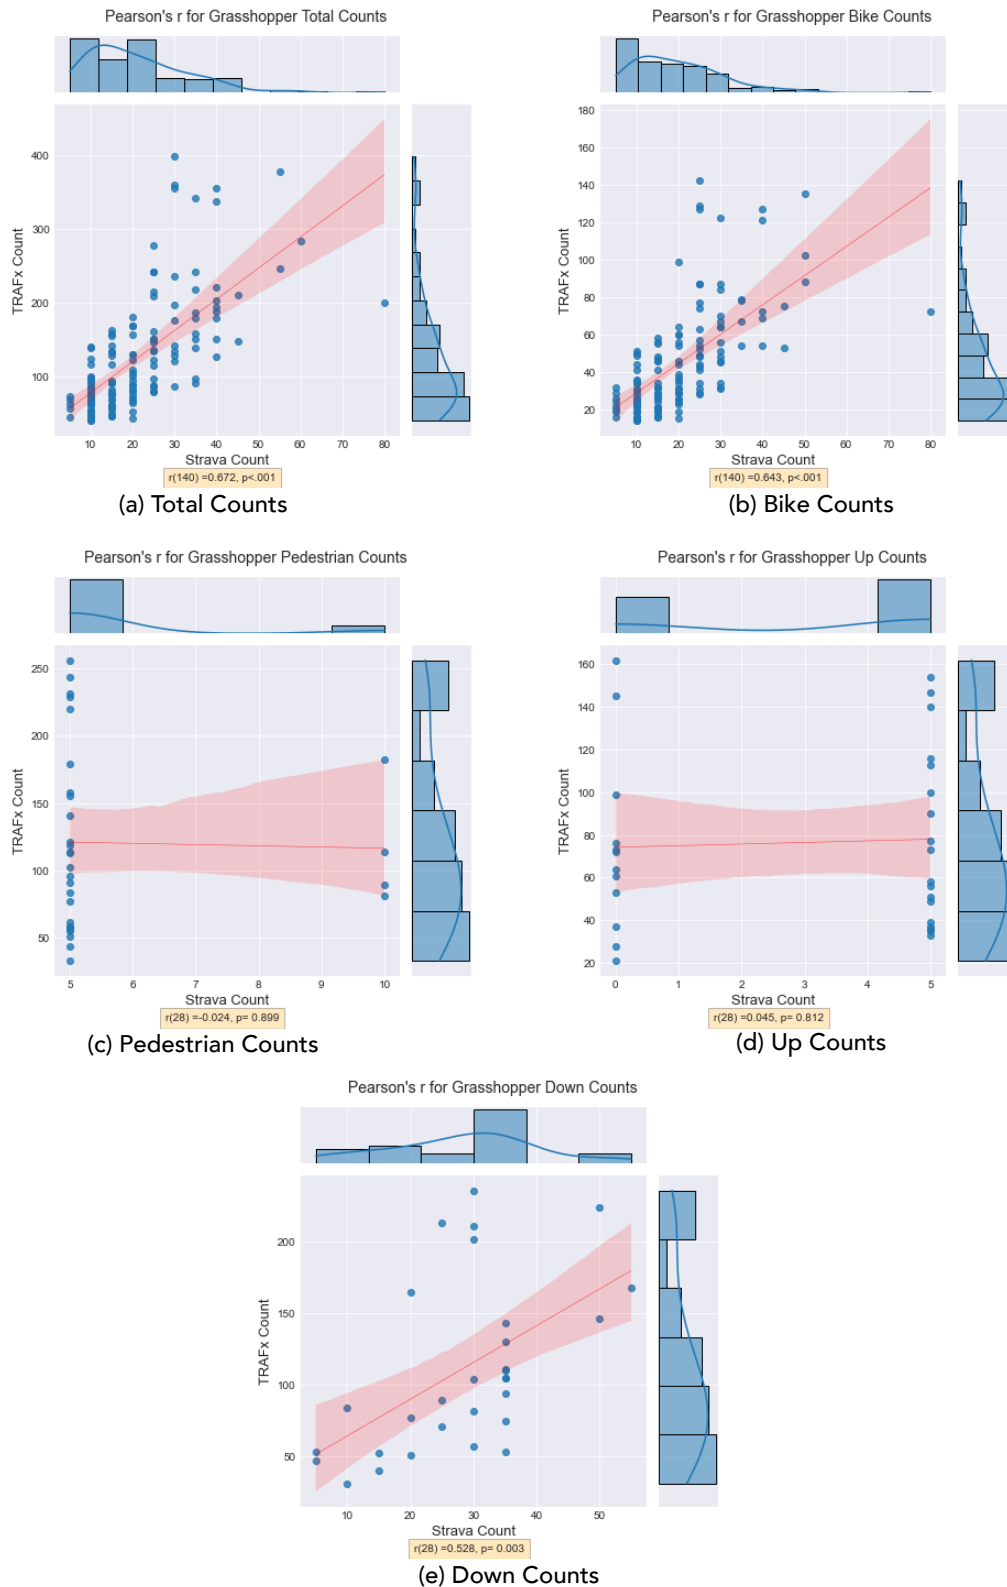 Pearson's r for Grasshopper Total Counts
400
300
200
100
TRAFx Count
10 20 30 40 50 60 70 80
Strava Count
r(140) =0.672, p<.001
(a) Total Counts
Pearson's r for Grasshopper Bike Counts
180
160
140
120
100
80
60
40
20
TRAFx Count
10 20 30 40 50 60 70 80
Strava Count
r(140) =0.643, p<.001
(b) Bike Counts
Pearson's r for Grasshopper Pedestrian Counts
250
200
150
100
50
TRAFx Count
5 6 7 8 9 9 10
Strava Count
r(28) =-0.024, p= 0.899
(c) Pedestrian Counts
Pearson's r for Grasshopper Up Counts
160
140
120
100
80
60
40
20
TRAFx Count
0 1 2 3 4 5
Strava Count
r(28) =0.045, p= 0.812
(d) Up Counts
Pearson's r for Grasshopper Down Counts
200
150
100
50
TRAFx Count
10 20 30 40 50
Strava Count
r(28) =0.528, p= 0.003
(e) Down Counts